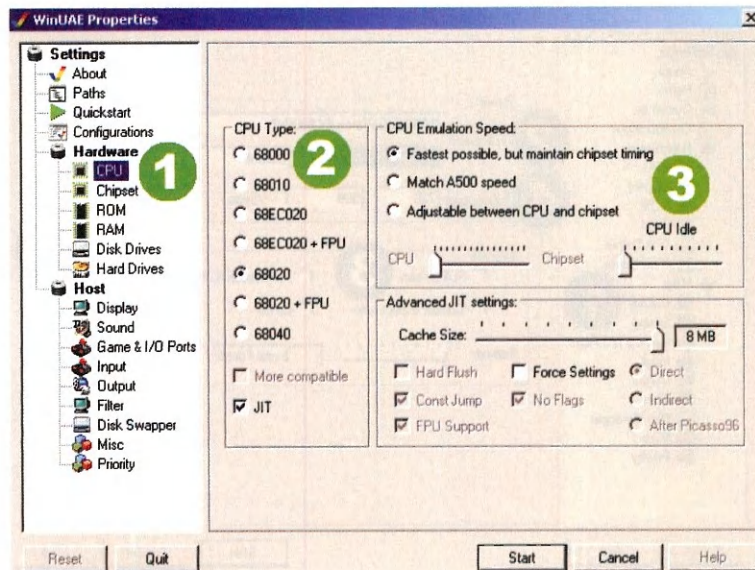 WinUAE Properties
Settings
About
Paths
Quickstart
Configurations
Hardware
CPU
Chipset
ROM
RAM
Disk Drives
Hard Drives
Host
Display
Sound
Game & I/O Ports
Input
Output
Filter
Disk Swapper
Misc
Priority
1
CPU Type:
68000
68010
68EC020
68EC020 + FPU
68020
68020 + FPU
68040
More compatible
JIT
2
CPU Emulation Speed:
Fastest possible, but maintain chipset timing
Match A500 speed
Adjustable between CPU and chipset
3
CPU Idle
CPU
Chipset
Advanced JIT settings:
Cache Size:
8 MB
Hard Flush
Force Settings
Direct
Const Jump
No Flags
Indirect
FPU Support
After Picasso96
Reset
Quit
Start
Cancel
Help